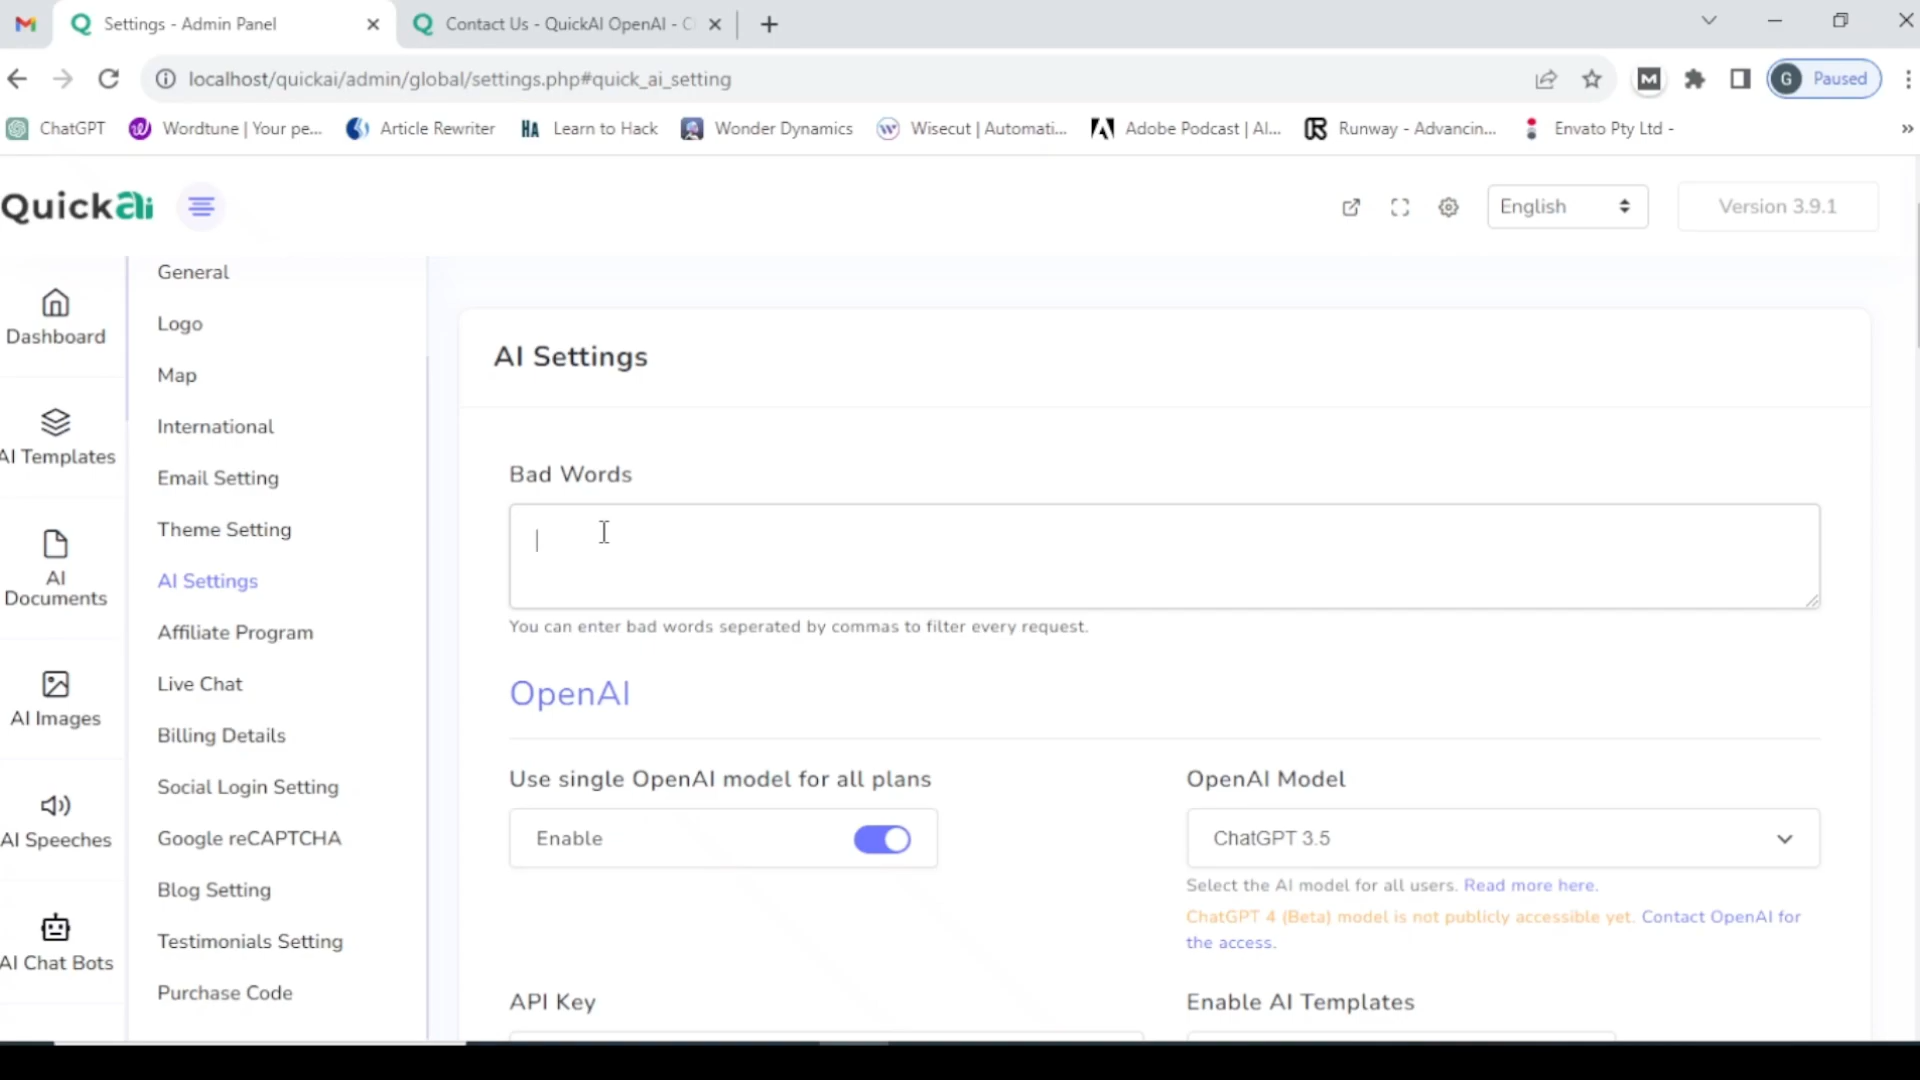 Settings - Admin Panel
Contact Us - QuickAI OpenAI - C
localhost/quickai/admin/global/settings.php#quick_ai_setting
G Paused
ChatGPT
Wordtune | Your pe...
Article Rewriter
HA Learn to Hack
Wonder Dynamics
Wisecut | Automati...
Adobe Podcast | AI...
Runway - Advancin...
Envato Pty Ltd -
Quickai
English
Version 3.9.1
Dashboard
AI Templates
AI
Documents
AI Images
AI Speeches
AI Chat Bots
General
Logo
Map
International
Email Setting
Theme Setting
AI Settings
Affiliate Program
Live Chat
Billing Details
Social Login Setting
Google reCAPTCHA
Blog Setting
Testimonials Setting
Purchase Code
AI Settings
Bad Words
You can enter bad words seperated by commas to filter every request.
OpenAI
Use single OpenAI model for all plans
Enable
OpenAI Model
ChatGPT 3.5
Select the AI model for all users. Read more here.
ChatGPT 4 (Beta) model is not publicly accessible yet. Contact OpenAI for
the access.
API Key
Enable AI Templates